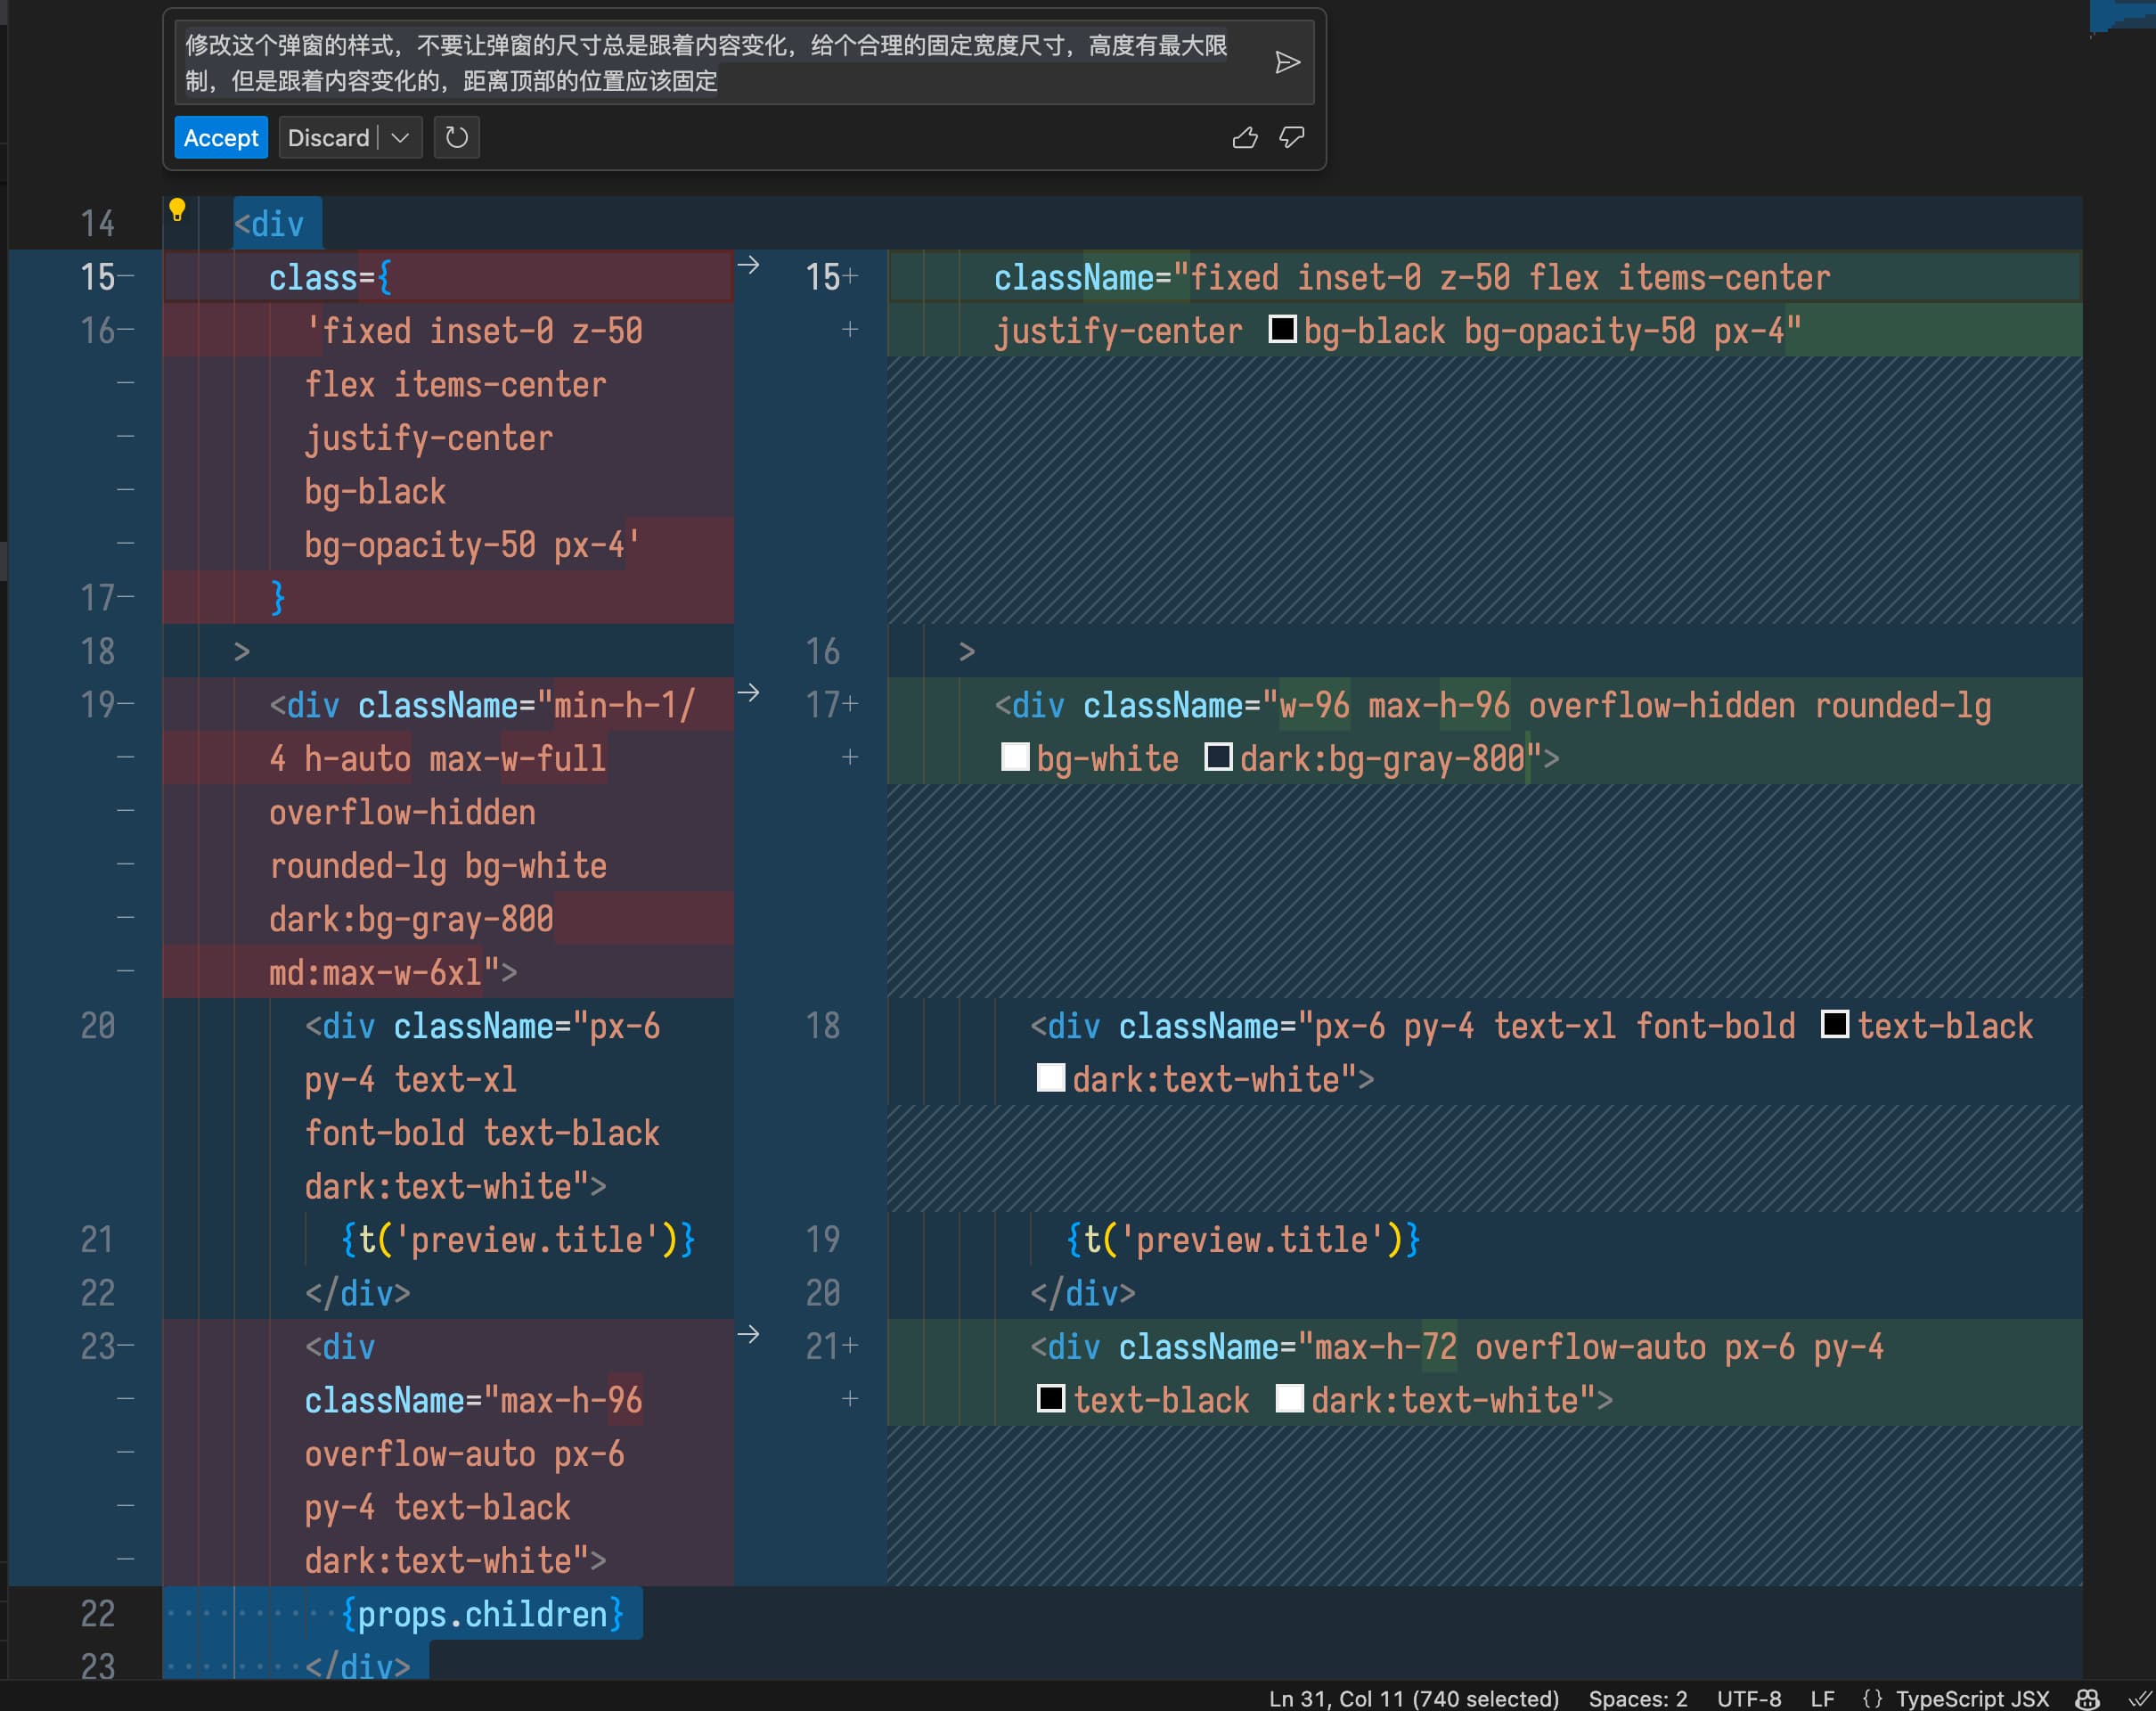 修改这个弹窗的样式，不要让弹窗的尺寸总是跟着内容变化，给个合理的固定宽度尺寸，高度有最大限
制，但是跟着内容变化的，距离顶部的位置应该固定
Accept Discard
14 <div
15— class={
16— 'fixed inset-0 z-50
— flex items-center
— justify-center
— bg-black
— bg-opacity-50 px-4'
17— }
18 >
19— <div className="min-h-1/
— 4 h-auto max-w-full
— overflow-hidden
— rounded-lg bg-white
— dark:bg-gray-800
— md:max-w-6xl">
20 <div className="px-6
py-4 text-xl
font-bold text-black
dark:text-white">
21 {t('preview.title')}
22 </div>
23— <div
— className="max-h-96
— overflow-auto px-6
— py-4 text-black
— dark:text-white">
15+ className="fixed inset-0 z-50 flex items-center
+ justify-center bg-black bg-opacity-50 px-4"
16 >
17+ <div className="w-96 max-h-96 overflow-hidden rounded-lg
+ bg-white dark:bg-gray-800">
18 <div className="px-6 py-4 text-xl font-bold text-black
dark:text-white">
19 {t('preview.title')}
20 </div>
21+ <div className="max-h-72 overflow-auto px-6 py-4
+ text-black dark:text-white">
22 {props.children}
23 </div>
Ln 31, Col 11 (740 selected) Spaces: 2 UTF-8 LF {} TypeScript JSX